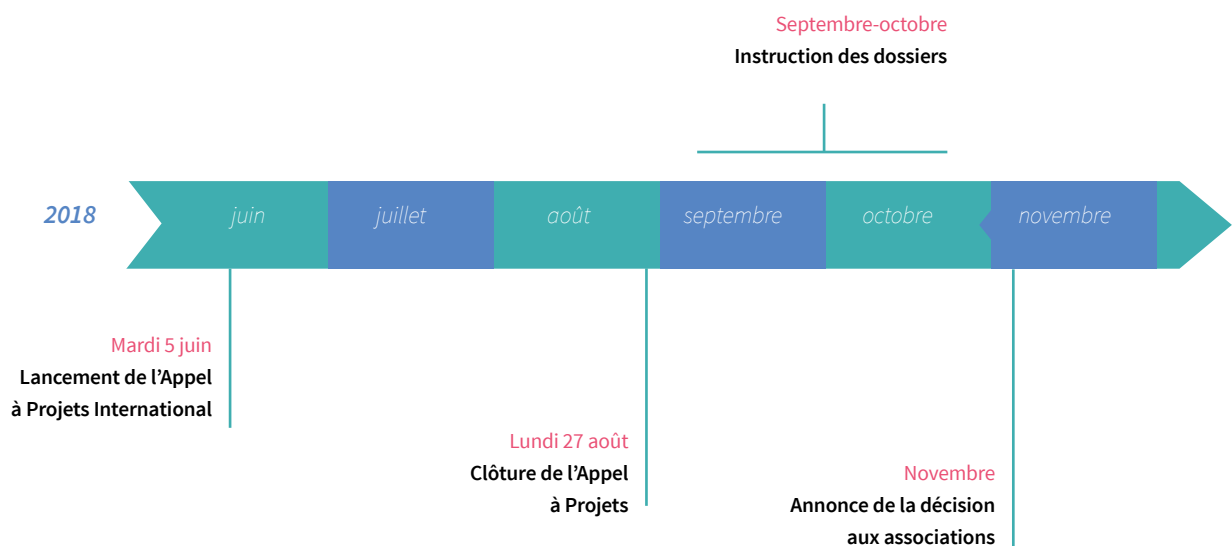 Septembre-octobre
Instruction des dossiers
2018
juin
juillet
août
septembre
octobre
novembre
Mardi 5 juin
Lancement de l’Appel
à Projets International
Lundi 27 août
Clôture de l’Appel
à Projets
Novembre
Annonce de la décision
aux associations